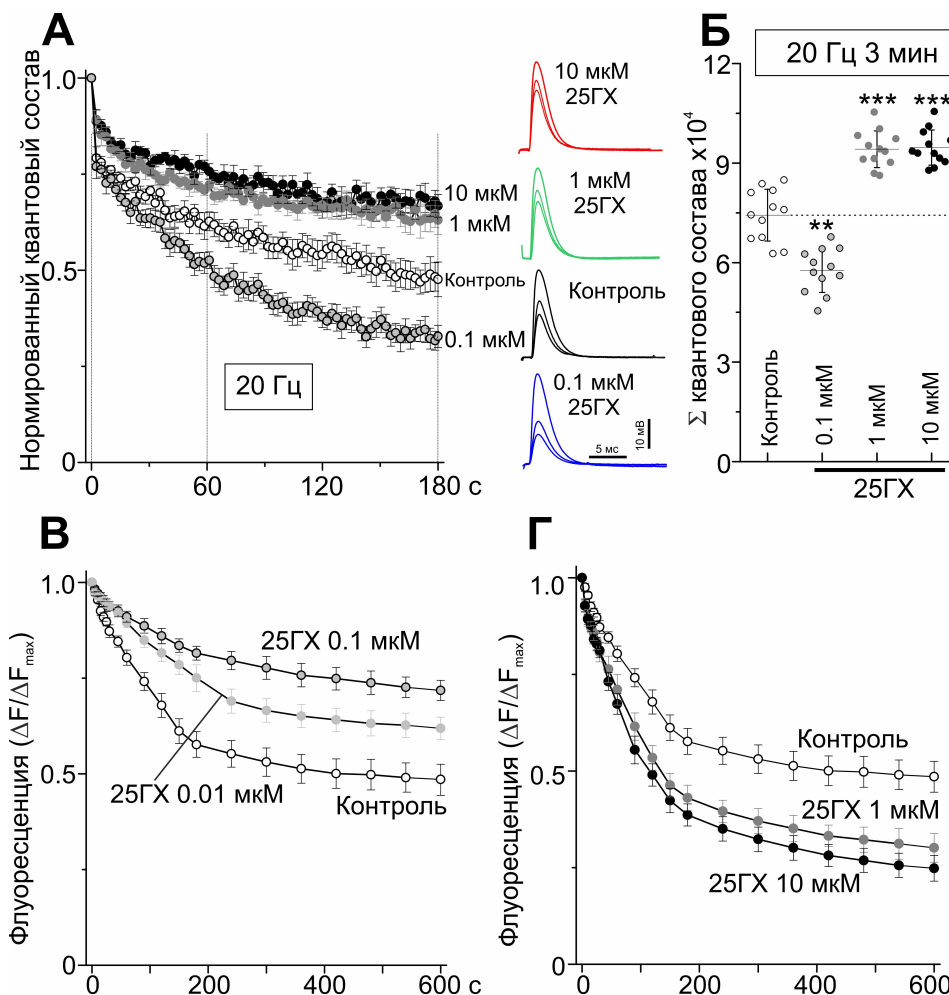 А
Нормированный квантовый состав
1.0
0.5
0
0
60
120
180 с
10 мкМ
1 мкМ
Контроль
0.1 мкМ
20 Гц
10 мкМ
25ГХ
1 мкМ
25ГХ
Контроль
0.1 мкМ
25ГХ
5 мс
10 мВ
Б
20 Гц 3 мин
Σ квантового состава x10⁴
12
9
6
3
0
***
***
**
Контроль
0.1 мкМ
1 мкМ
10 мкМ
25ГХ
В
Флуоресценция (ΔF/ΔFmax)
1.0
0.5
0
25ГХ 0.1 мкМ
25ГХ 0.01 мкМ
Контроль
0
200
400
600 с
Г
Флуоресценция (ΔF/ΔFmax)
1.0
0.5
0
Контроль
25ГХ 1 мкМ
25ГХ 10 мкМ
0
200
400
600